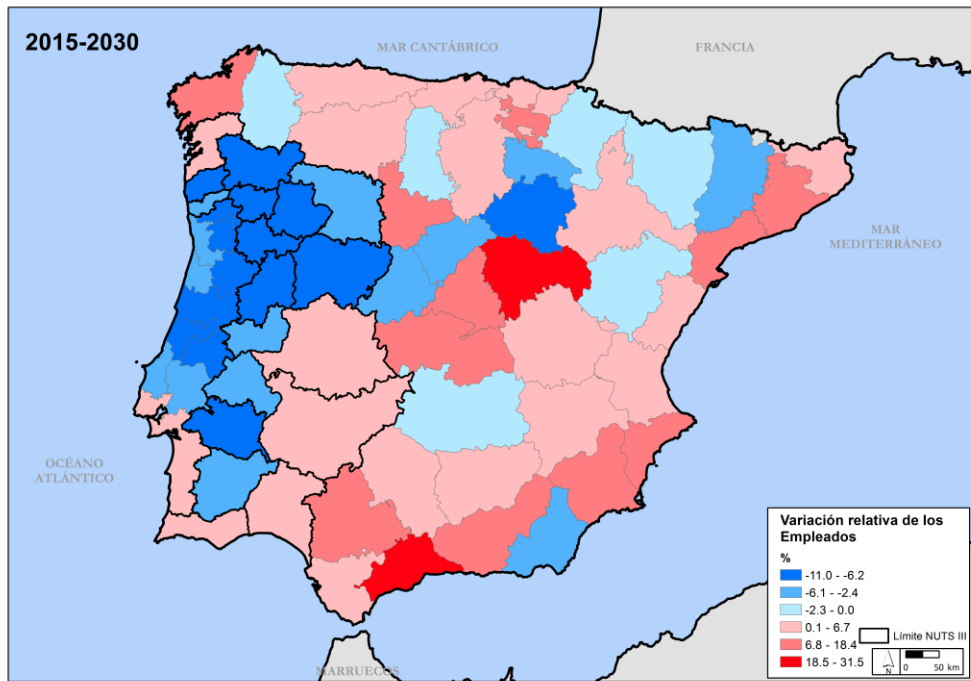 2015-2030
MAR CANTÁBRICO
FRANCIA
MAR
MEDITERRÁNEO
OCÉANO
ATLÁNTICO
MARRUECOS
Variación relativa de los
Empleados
%
-11.0 - -6.2
-6.1 - -2.4
-2.3 - 0.0
0.1 - 6.7
6.8 - 18.4
18.5 - 31.5
Límite NUTS III
N
0 50 km